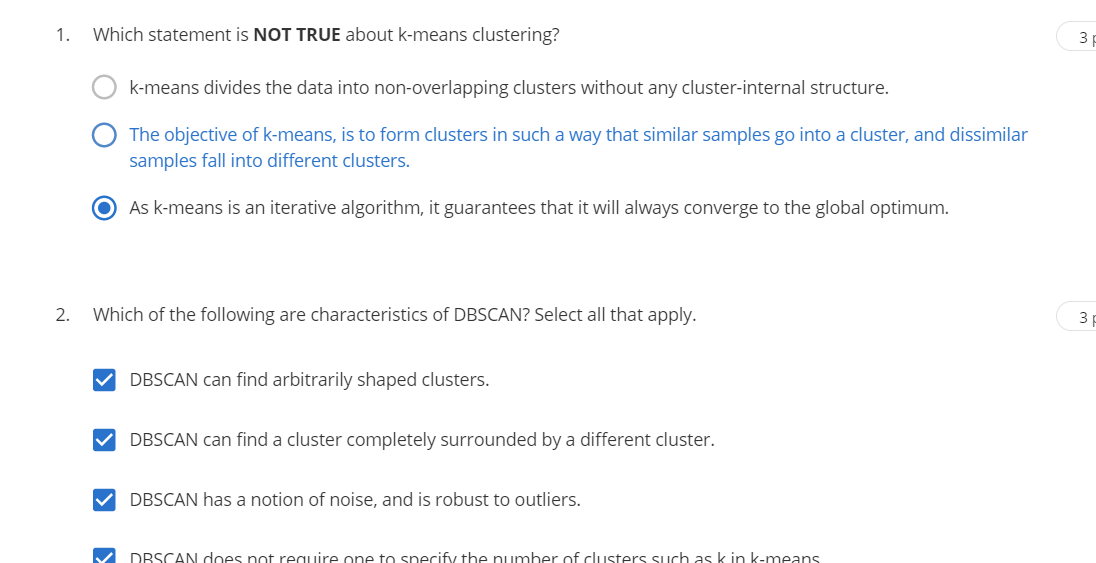 1. Which statement is NOT TRUE about k-means clustering?
3 p
k-means divides the data into non-overlapping clusters without any cluster-internal structure.
The objective of k-means, is to form clusters in such a way that similar samples go into a cluster, and dissimilar
samples fall into different clusters.
As k-means is an iterative algorithm, it guarantees that it will always converge to the global optimum.
2. Which of the following are characteristics of DBSCAN? Select all that apply.
3 p
DBSCAN can find arbitrarily shaped clusters.
DBSCAN can find a cluster completely surrounded by a different cluster.
DBSCAN has a notion of noise, and is robust to outliers.
DBSCAN does not require one to specify the number of clusters such as k in k-means